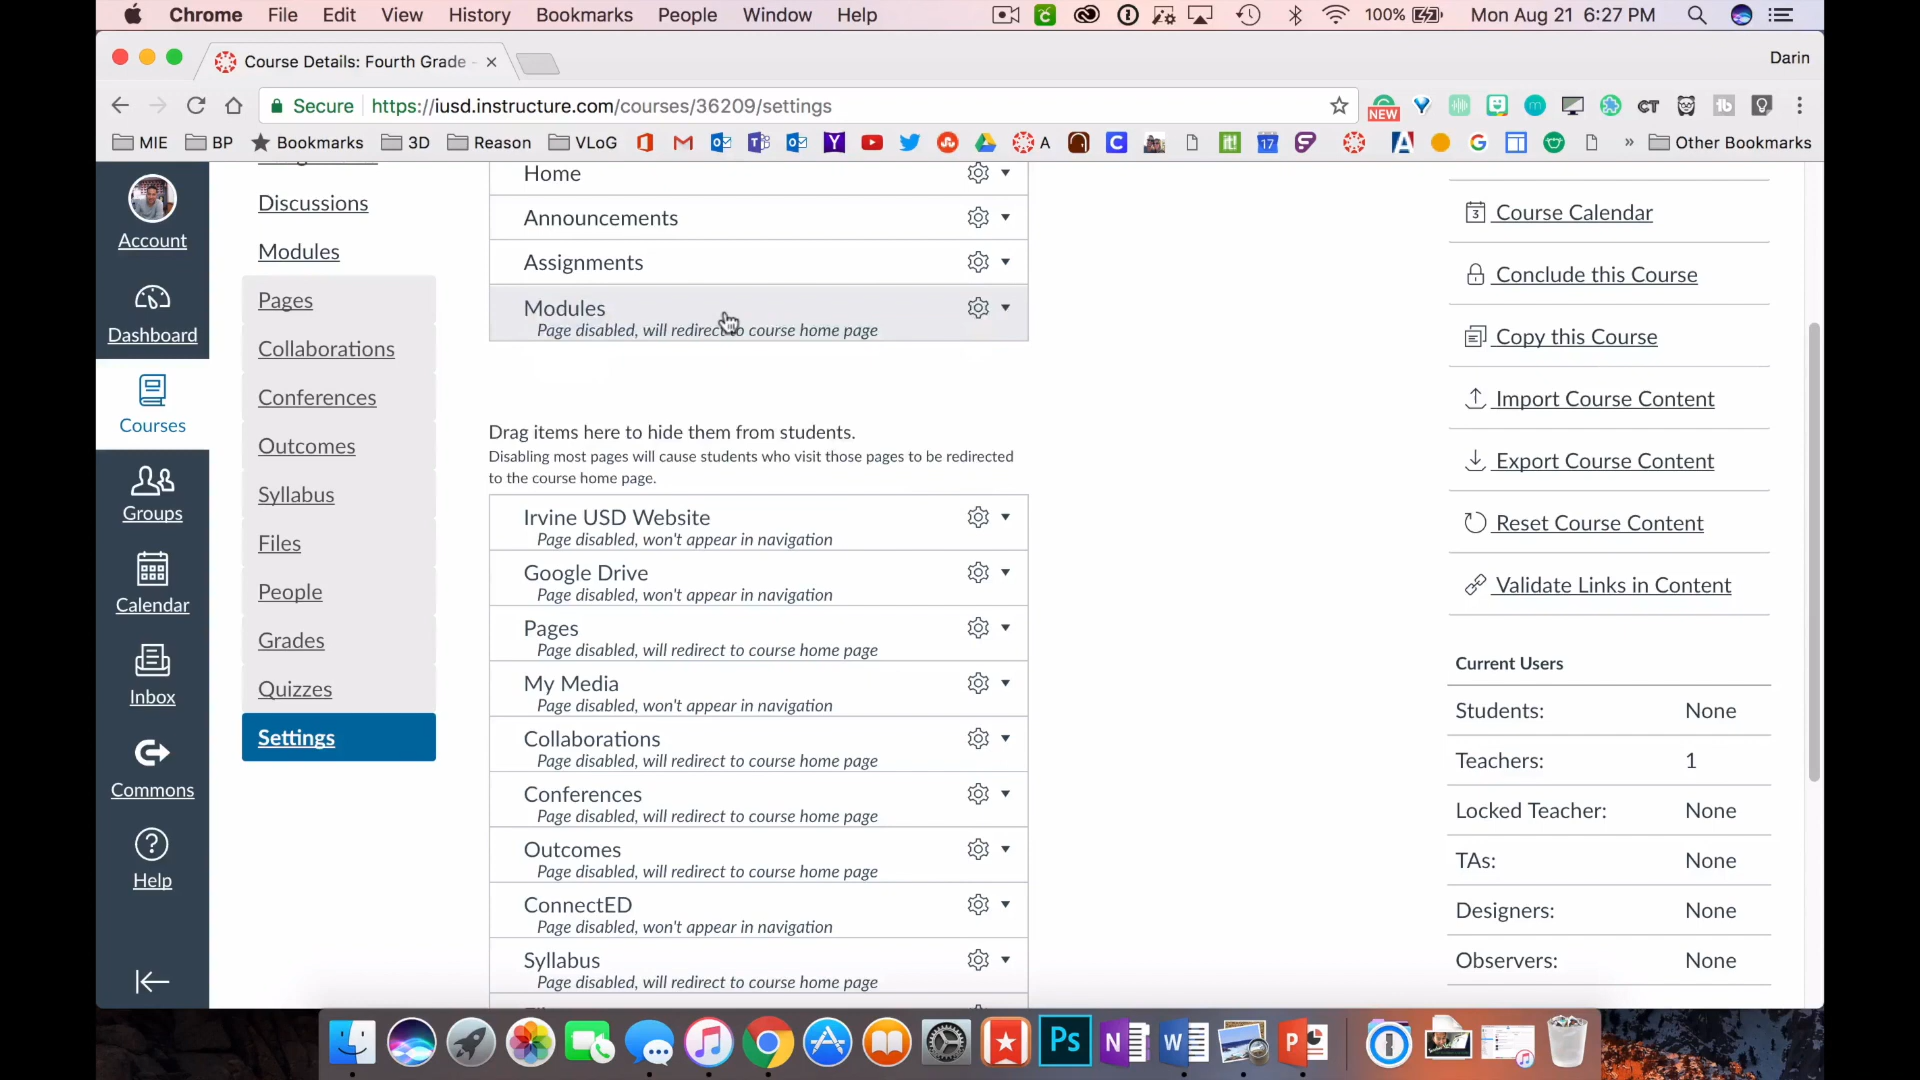 Chrome File Edit View History Bookmarks People Window Help 100% Mon Aug 21 6:27 PM
Course Details: Fourth Grade - Darin
Secure https://iusd.instructure.com/courses/36209/settings NEW CT tb
MIE BP Bookmarks 3D Reason VLoG A it! 17 Other Bookmarks
Account
Dashboard
Courses
Groups
Calendar
Inbox
Commons
Help
Discussions
Modules
Pages
Collaborations
Conferences
Outcomes
Syllabus
Files
People
Grades
Quizzes
Settings
Home
Announcements
Assignments
Modules
Page disabled, will redirect to course home page
Drag items here to hide them from students.
Disabling most pages will cause students who visit those pages to be redirected
to the course home page.
Irvine USD Website
Page disabled, won't appear in navigation
Google Drive
Page disabled, won't appear in navigation
Pages
Page disabled, will redirect to course home page
My Media
Page disabled, won't appear in navigation
Collaborations
Page disabled, will redirect to course home page
Conferences
Page disabled, will redirect to course home page
Outcomes
Page disabled, will redirect to course home page
ConnectED
Page disabled, won't appear in navigation
Syllabus
Page disabled, will redirect to course home page
3 Course Calendar
Conclude this Course
Copy this Course
Import Course Content
Export Course Content
Reset Course Content
Validate Links in Content
Current Users
Students: None
Teachers: 1
Locked Teacher: None
TAs: None
Designers: None
Observers: None
Ps N W P